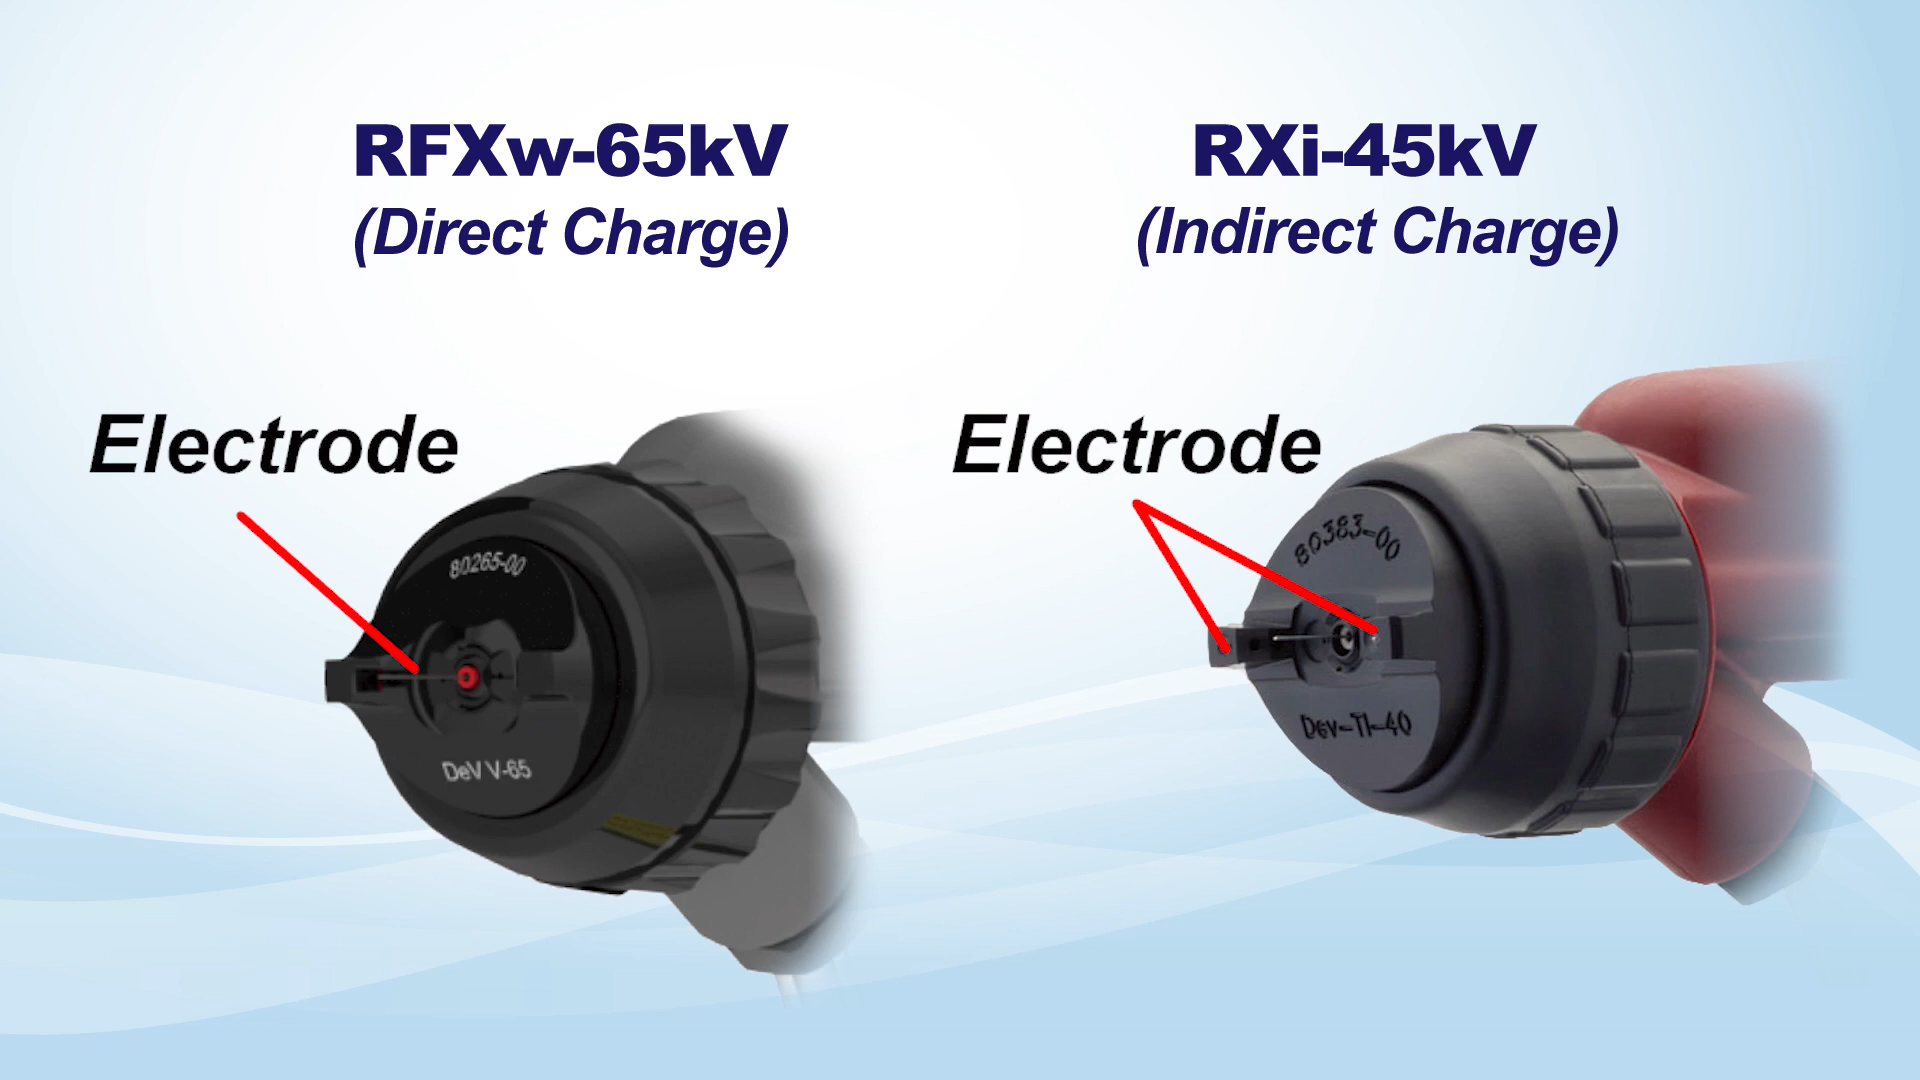 RFXw-65kV
(Direct Charge)
RXi-45kV
(Indirect Charge)
Electrode
Electrode
80265-00
DeV V-65
80383-00
Dev-TI-40